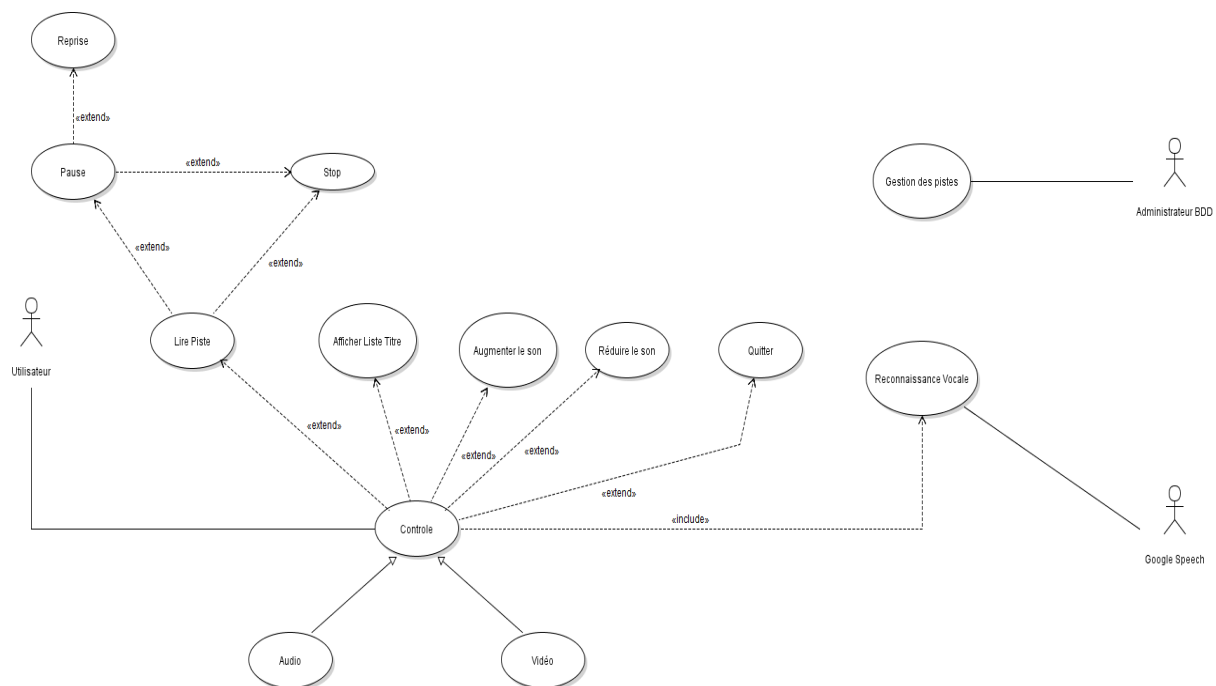 Reprise
«extend»
Pause
«extend»
Stop
Gestion des pistes
Administrateur BDD
«extend»
«extend»
Utilisateur
Lire Piste
Afficher Liste Titre
Augmenter le son
Réduire le son
Quitter
Reconnaissance Vocale
«extend»
«extend»
«extend»
«extend»
«extend»
«include»
Controle
Google Speech
Audio
Vidéo